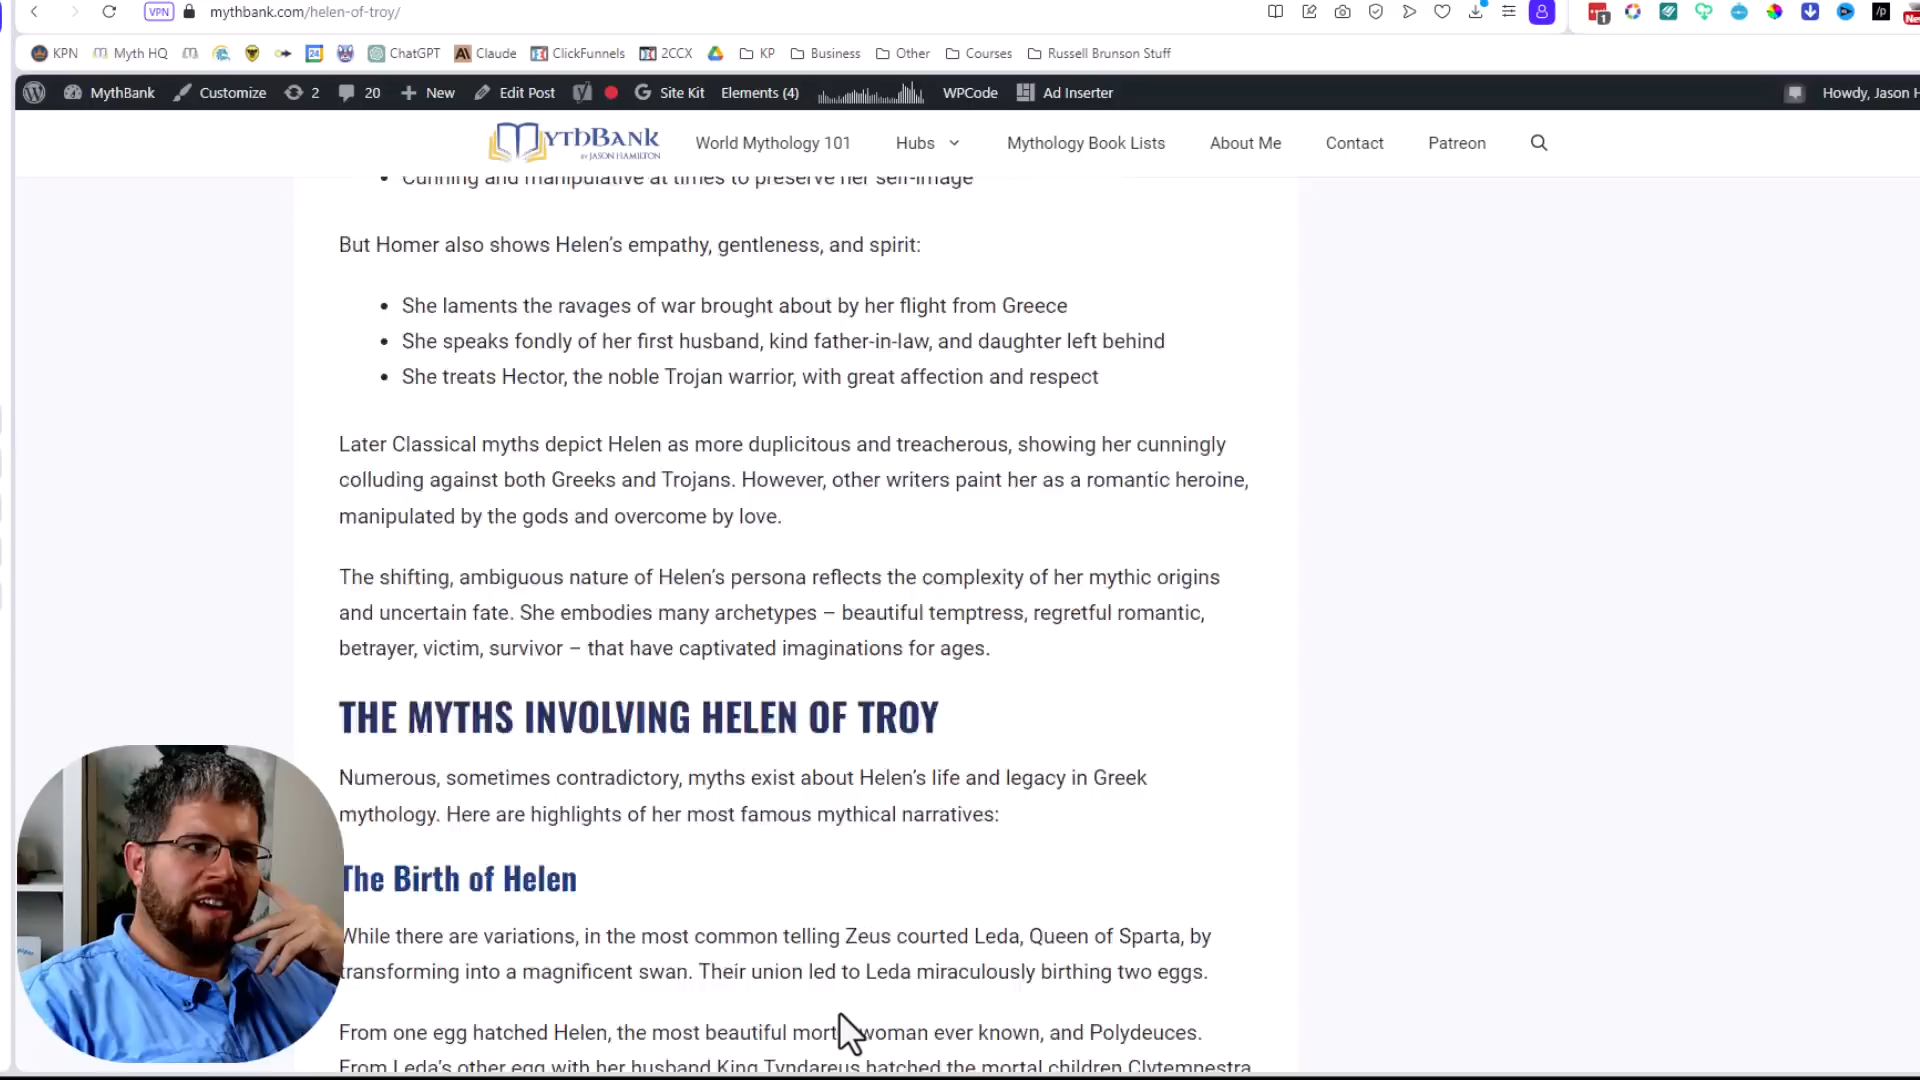 mythbank.com/helen-of-troy/
VPN
1
KPN
Myth HQ
24
ChatGPT
Claude
ClickFunnels
2CCX
KP
Business
Other
Courses
Russell Brunson Stuff
MythBank
Customize
2
20
New
Edit Post
Site Kit
Elements (4)
WPCode
Ad Inserter
Howdy, Jason H
MYTHBANK
BY JASON HAMILTON
World Mythology 101
Hubs
Mythology Book Lists
About Me
Contact
Patreon
• Cunning and manipulative at times to preserve her self-image
But Homer also shows Helen’s empathy, gentleness, and spirit:
• She laments the ravages of war brought about by her flight from Greece
• She speaks fondly of her first husband, kind father-in-law, and daughter left behind
• She treats Hector, the noble Trojan warrior, with great affection and respect
Later Classical myths depict Helen as more duplicitous and treacherous, showing her cunningly
colluding against both Greeks and Trojans. However, other writers paint her as a romantic heroine,
manipulated by the gods and overcome by love.
The shifting, ambiguous nature of Helen’s persona reflects the complexity of her mythic origins
and uncertain fate. She embodies many archetypes – beautiful temptress, regretful romantic,
betrayer, victim, survivor – that have captivated imaginations for ages.
THE MYTHS INVOLVING HELEN OF TROY
Numerous, sometimes contradictory, myths exist about Helen’s life and legacy in Greek
mythology. Here are highlights of her most famous mythical narratives:
The Birth of Helen
While there are variations, in the most common telling Zeus courted Leda, Queen of Sparta, by
transforming into a magnificent swan. Their union led to Leda miraculously birthing two eggs.
From one egg hatched Helen, the most beautiful mortal woman ever known, and Polydeuces.
From Leda’s other egg with her husband King Tyndareus hatched the mortal children Clytemnestra